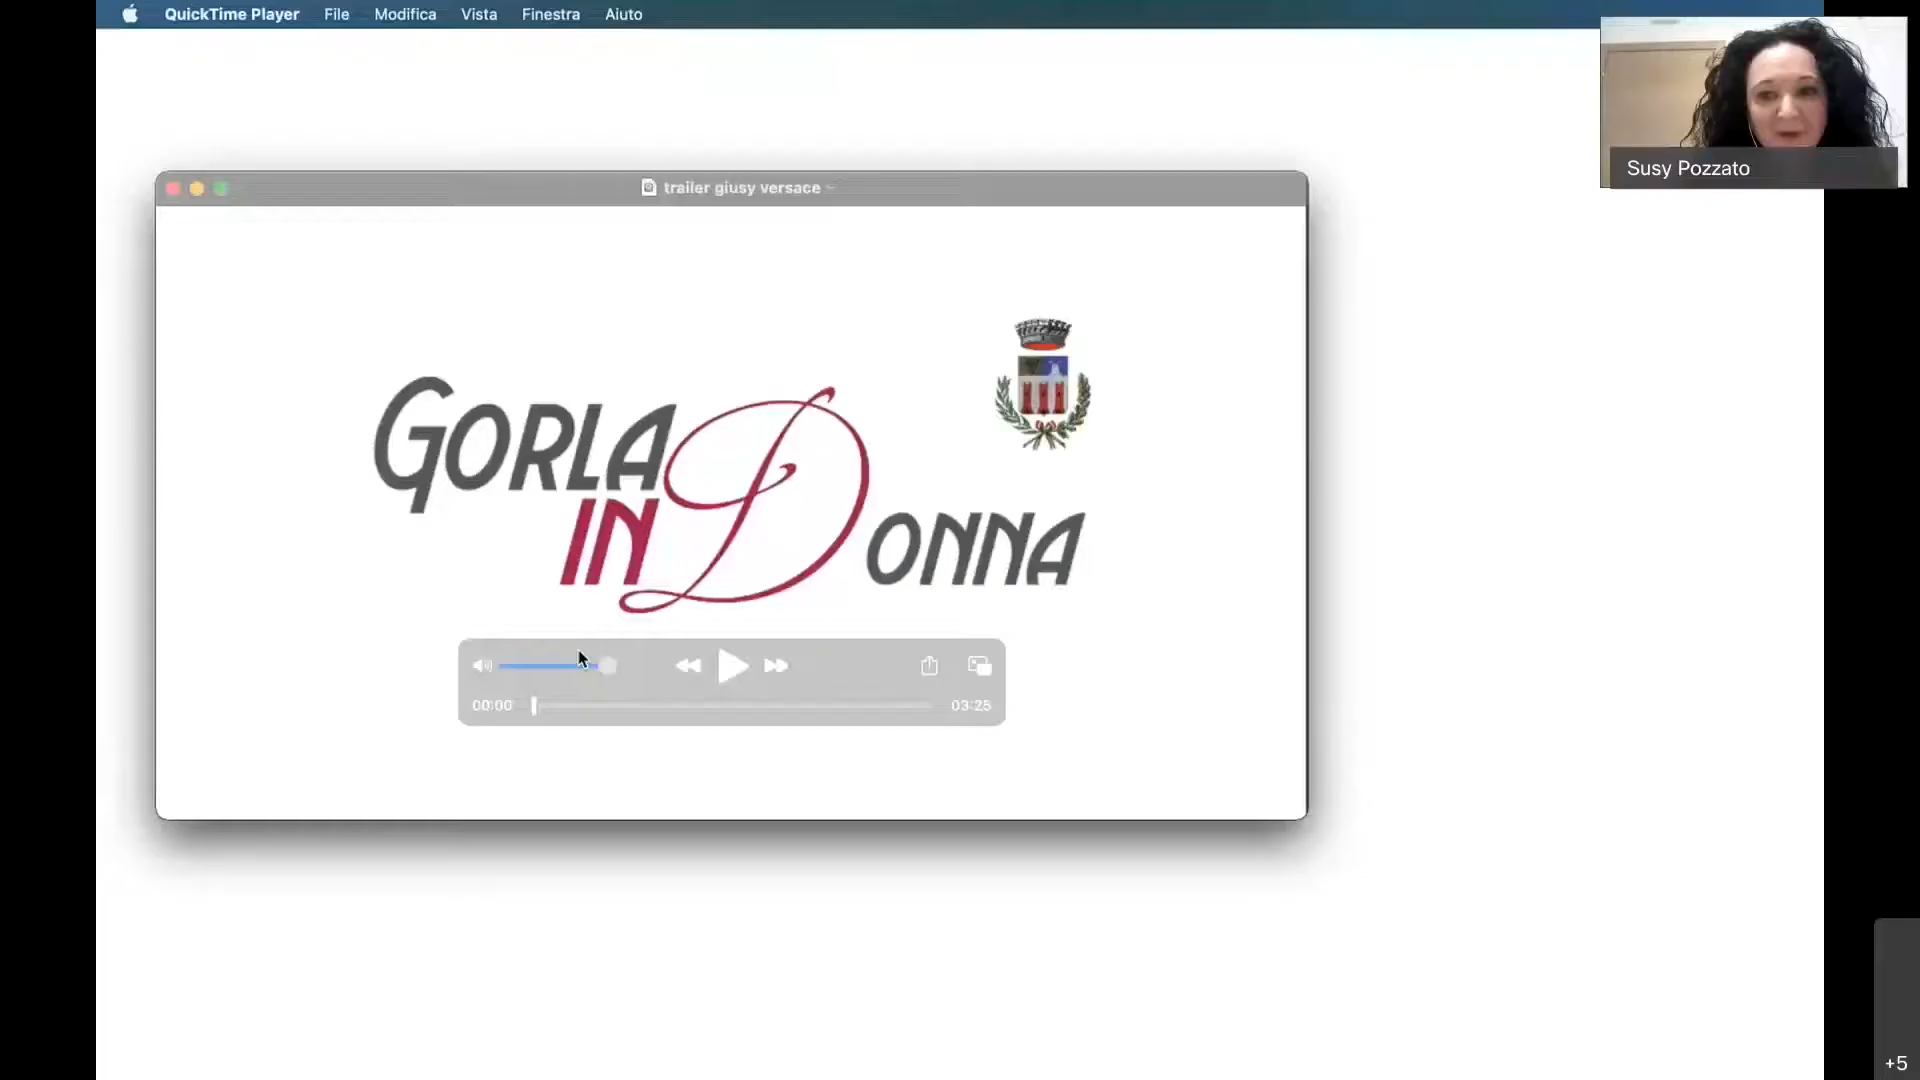 QuickTime Player File Modifica Vista Finestra Aiuto
Susy Pozzato
trailer giusy versace
GORLA
IN DONNA
00:00 03:25
+5